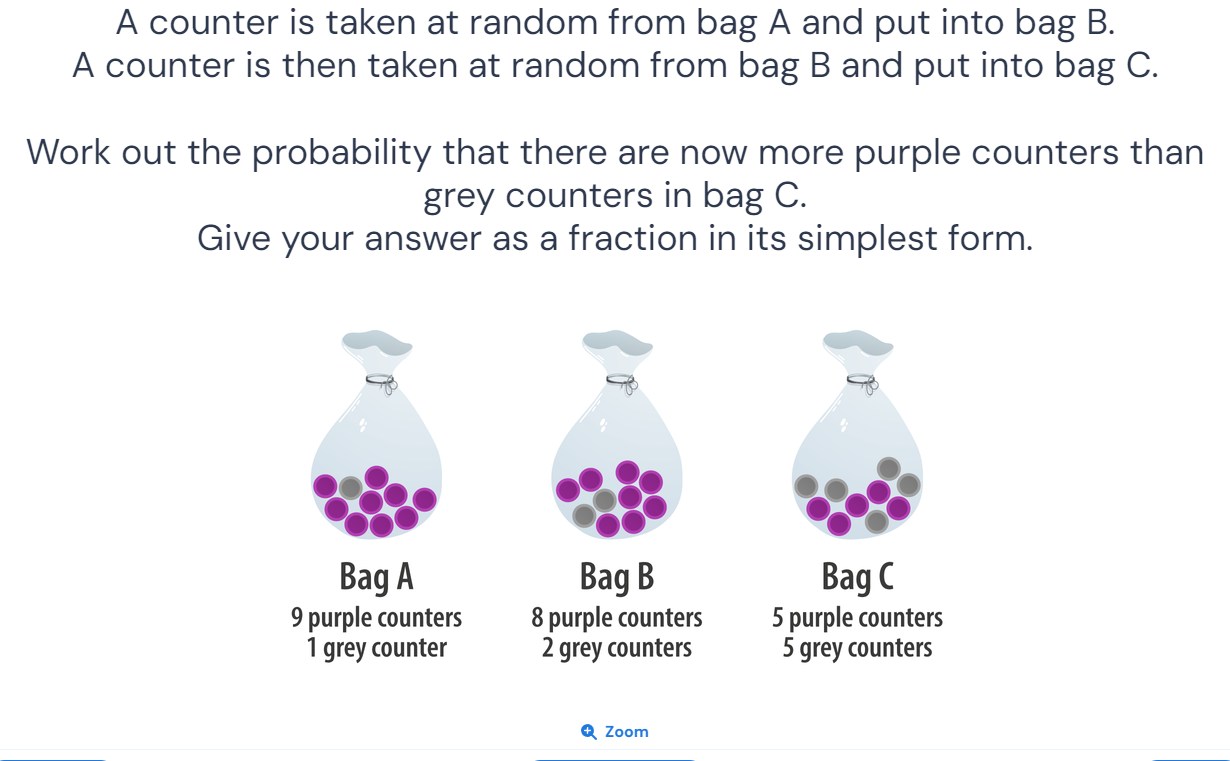 A counter is taken at random from bag A and put into bag B.
A counter is then taken at random from bag B and put into bag C.
Work out the probability that there are now more purple counters than
grey counters in bag C.
Give your answer as a fraction in its simplest form.
Bag A
9 purple counters
1 grey counter
Bag B
8 purple counters
2 grey counters
Bag C
5 purple counters
5 grey counters
Zoom